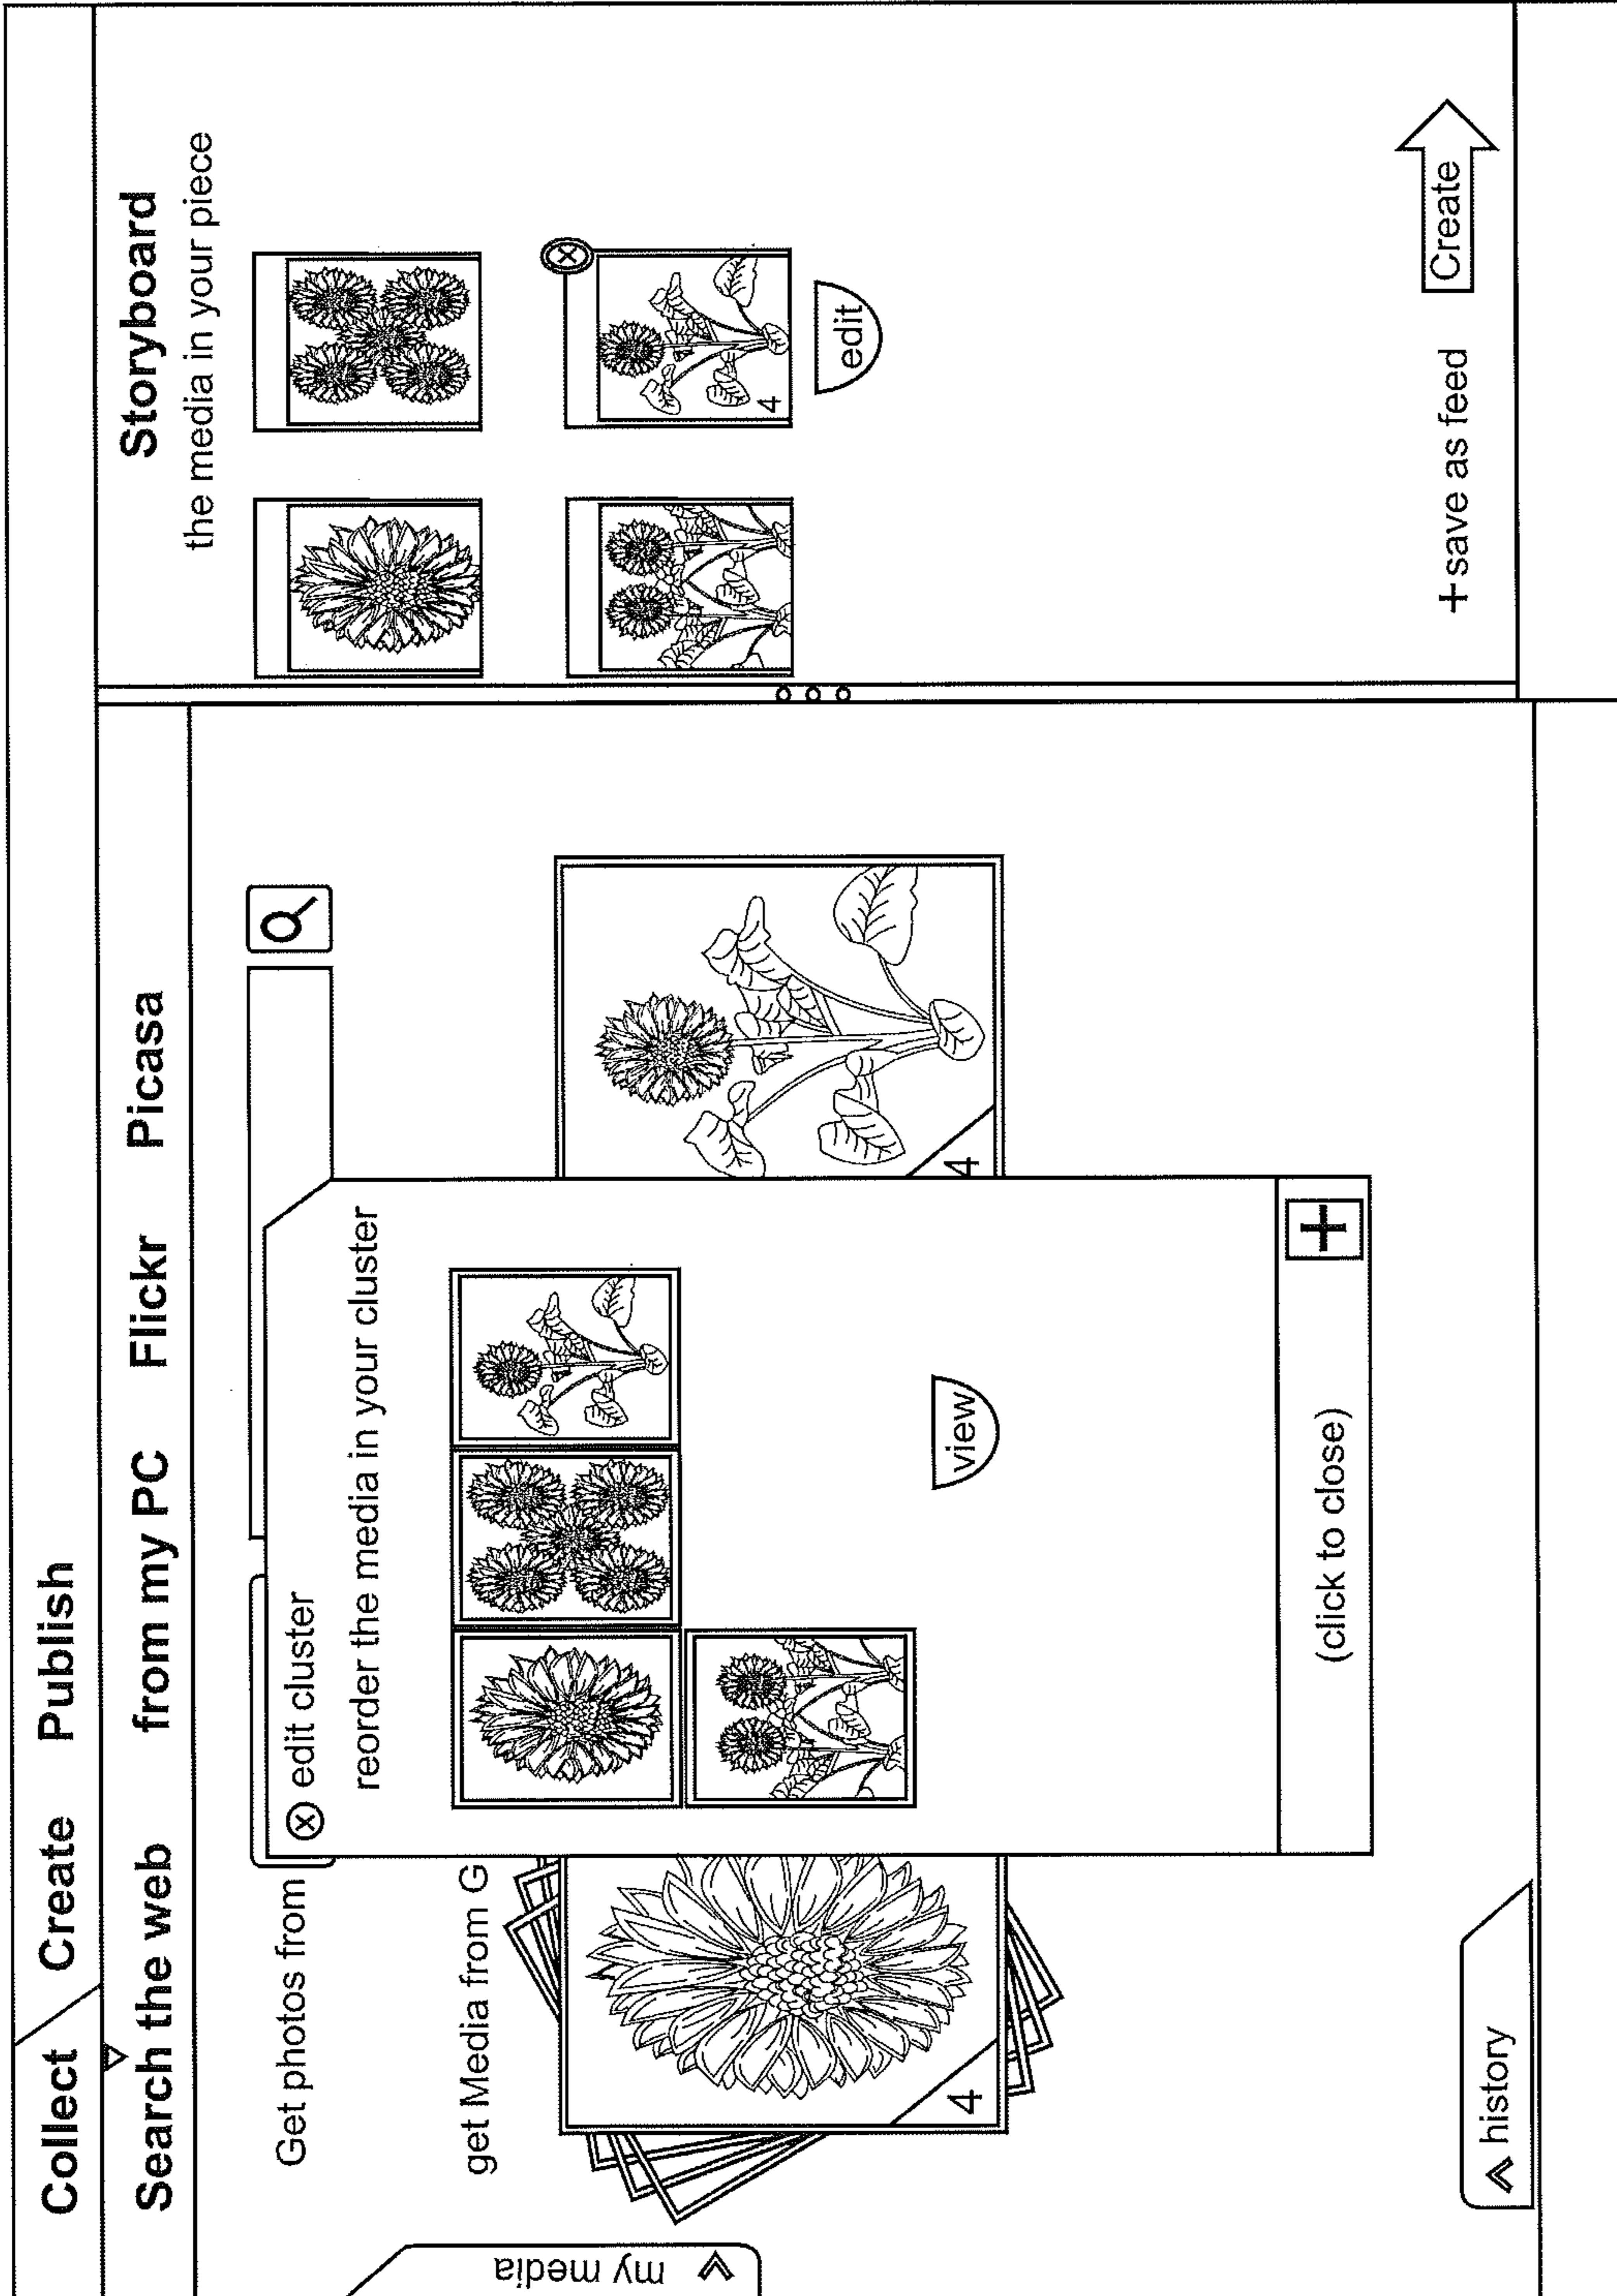 Collect Create Publish
Search the web from my PC Flickr Picasa
Get photos from
get Media from G
4
my media
history
ⓧ edit cluster
reorder the media in your cluster
view
(click to close)
+
4
Storyboard
the media in your piece
4
edit
+save as feed
Create